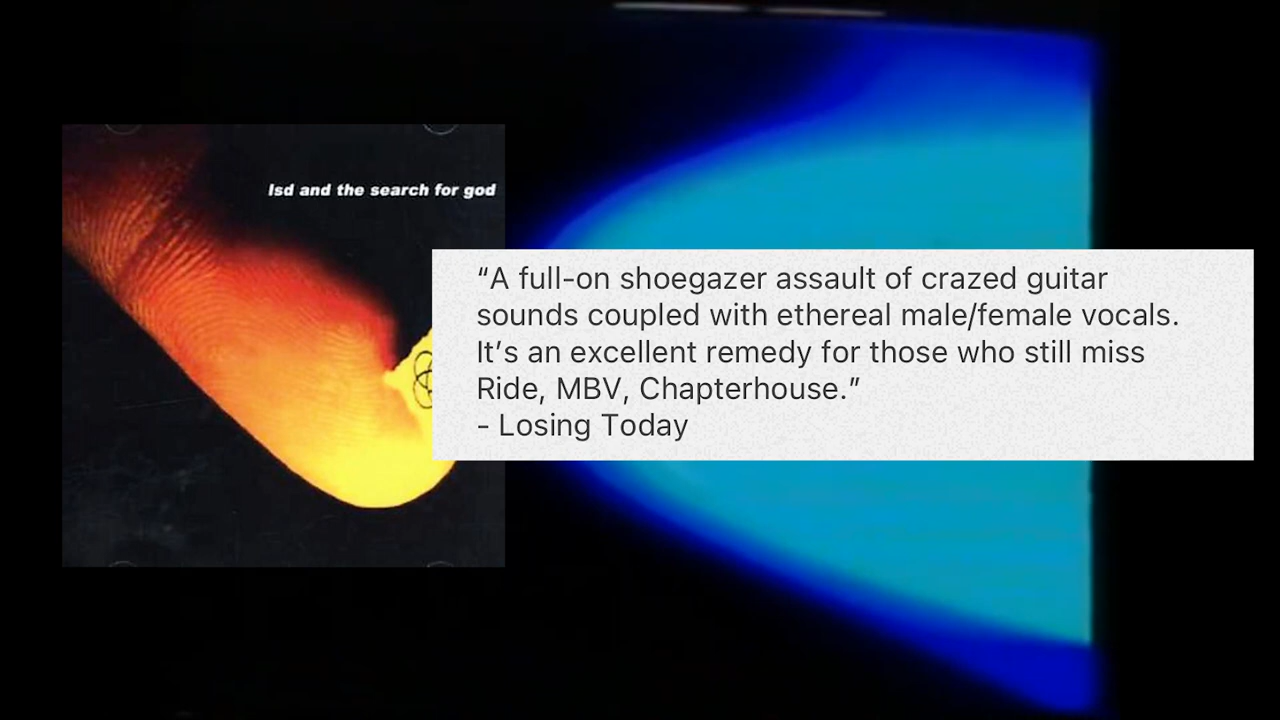 lsd and the search for god
“A full-on shoegazer assault of crazed guitar
sounds coupled with ethereal male/female vocals.
It’s an excellent remedy for those who still miss
Ride, MBV, Chapterhouse.”
- Losing Today